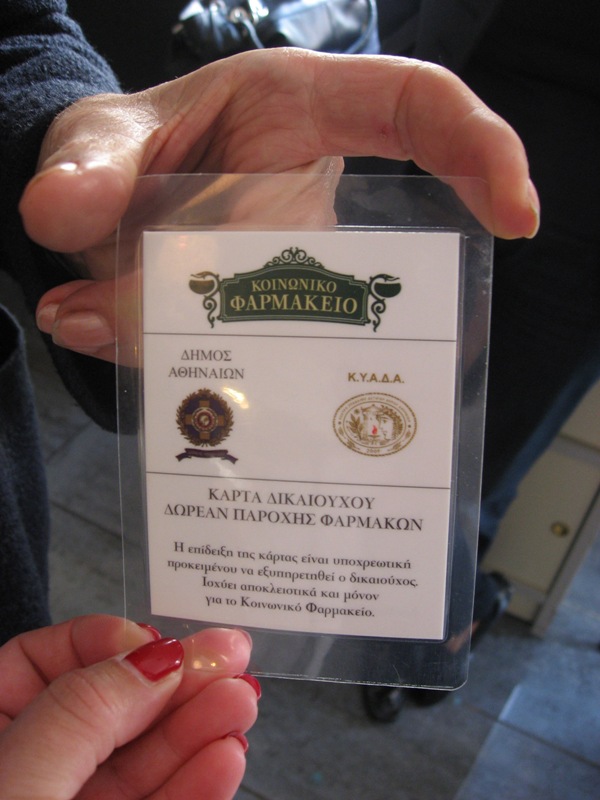 ΚΟΙΝΩΝΙΚΟ
ΦΑΡΜΑΚΕΙΟ
ΔΗΜΟΣ
ΑΘΗΝΑΙΩΝ
Κ.Υ.Α.Δ.Α.
ΚΑΡΤΑ ΔΙΚΑΙΟΥΧΟΥ
ΔΩΡΕΑΝ ΠΑΡΟΧΗΣ ΦΑΡΜΑΚΩΝ
Η επίδειξη της κάρτας είναι υποχρεωτική
προκειμένου να εξυπηρετηθεί ο δικαιούχος.
Ισχύει αποκλειστικά και μόνον
για το Κοινωνικό Φαρμακείο.